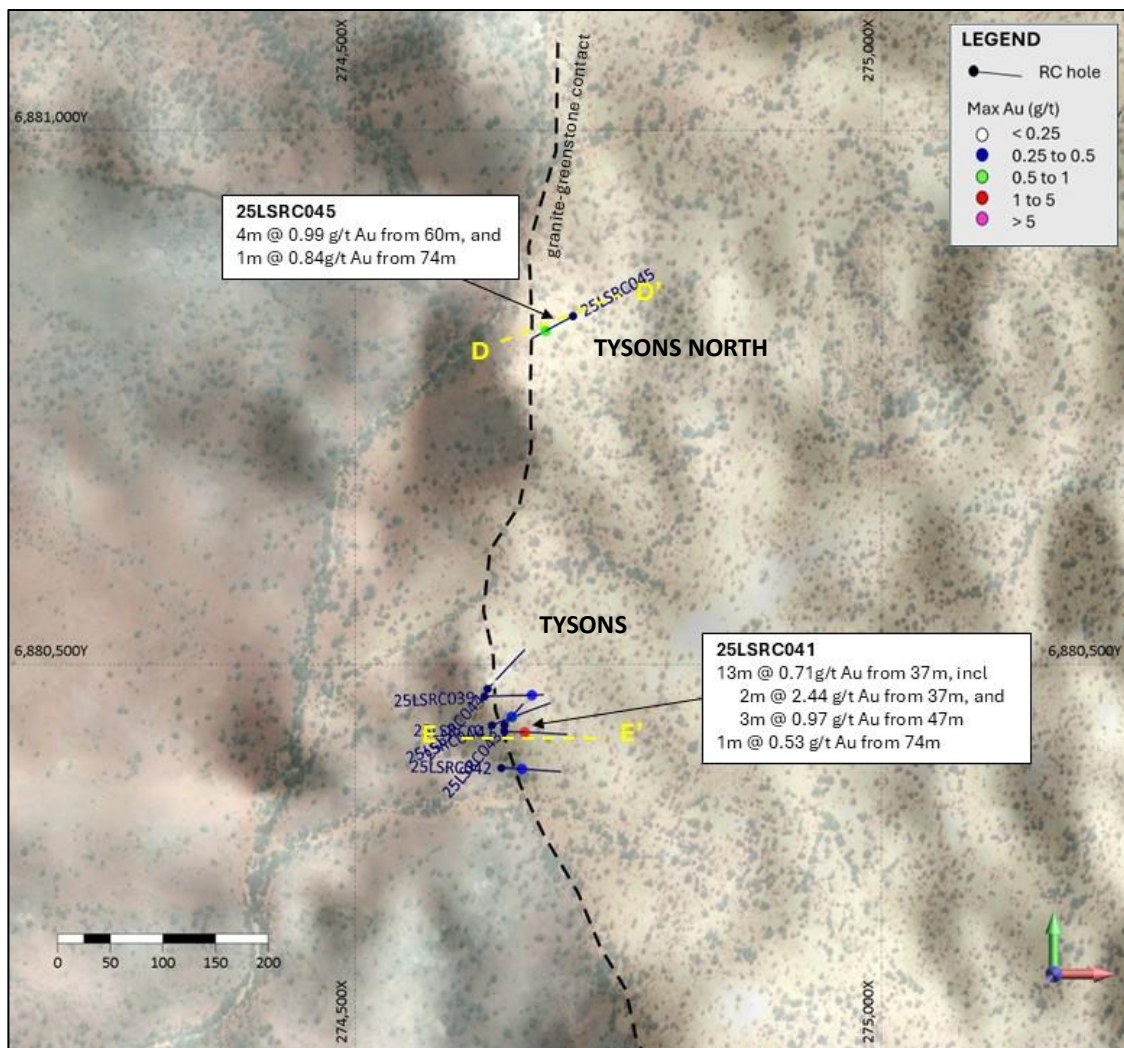 274,500X
275,000X
LEGEND
RC hole
Max Au (g/t)
< 0.25
0.25 to 0.5
0.5 to 1
1 to 5
> 5
6,881,000Y
granite-greenstone contact
25LSRC045
4m @ 0.99 g/t Au from 60m, and
1m @ 0.84g/t Au from 74m
25LSRC045
D'
D
TYSONS NORTH
TYSONS
6,880,500Y
6,880,500Y
25LSRC041
13m @ 0.71g/t Au from 37m, incl
2m @ 2.44 g/t Au from 37m, and
3m @ 0.97 g/t Au from 47m
1m @ 0.53 g/t Au from 74m
25LSRC039
E
E'
25LSRC043
25LSRC042
0 50 100 150 200
274,500X
275,000X